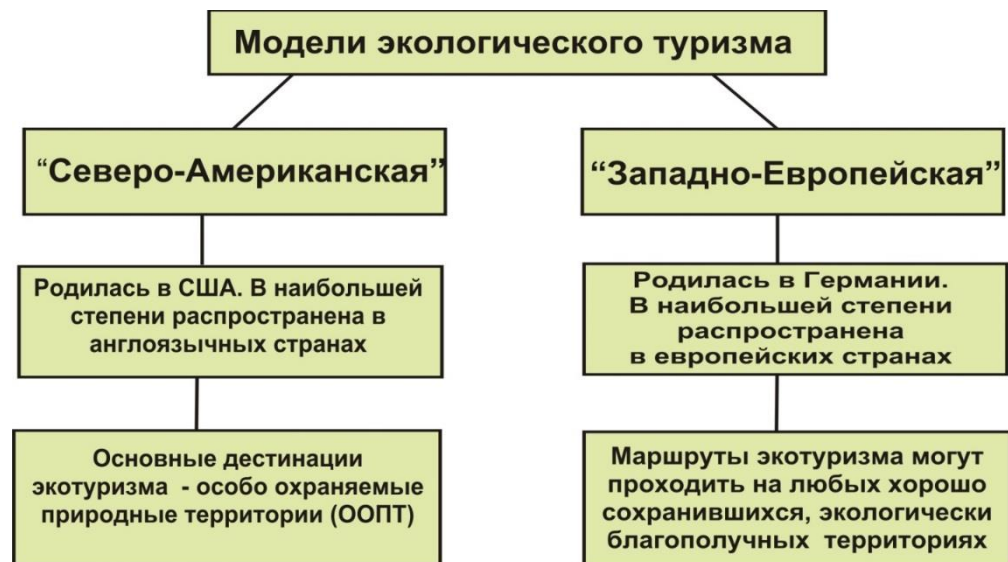 Модели экологического туризма
“Северо-Американская”
“Западно-Европейская”
Родилась в США. В наибольшей
степени распространена в
англоязычных странах
Родилась в Германии.
В наибольшей степени
распространена
в европейских странах
Основные дестинации
экотуризма - особо охраняемые
природные территории (ООПТ)
Маршруты экотуризма могут
проходить на любых хорошо
сохранившихся, экологически
благополучных территориях